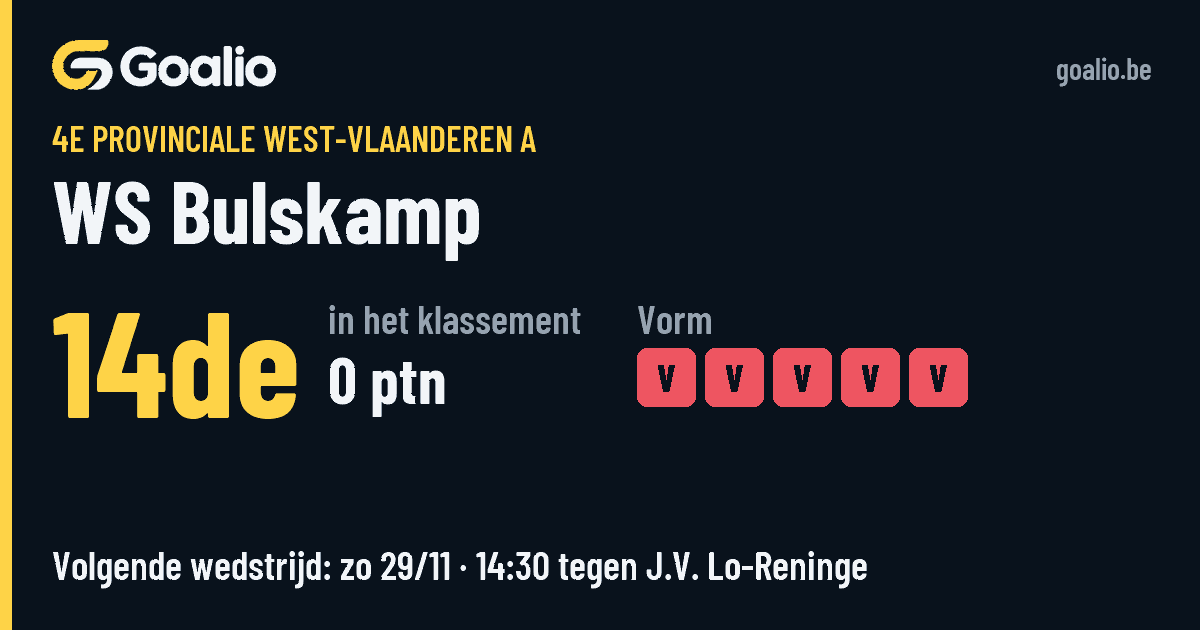 Goalio
goalio.be
4E PROVINCIALE WEST-VLAANDEREN A
WS Bulskamp
14de
in het klassement
0 ptn
Vorm
V V V V V
Volgende wedstrijd: zo 29/11 · 14:30 tegen J.V. Lo-Reninge